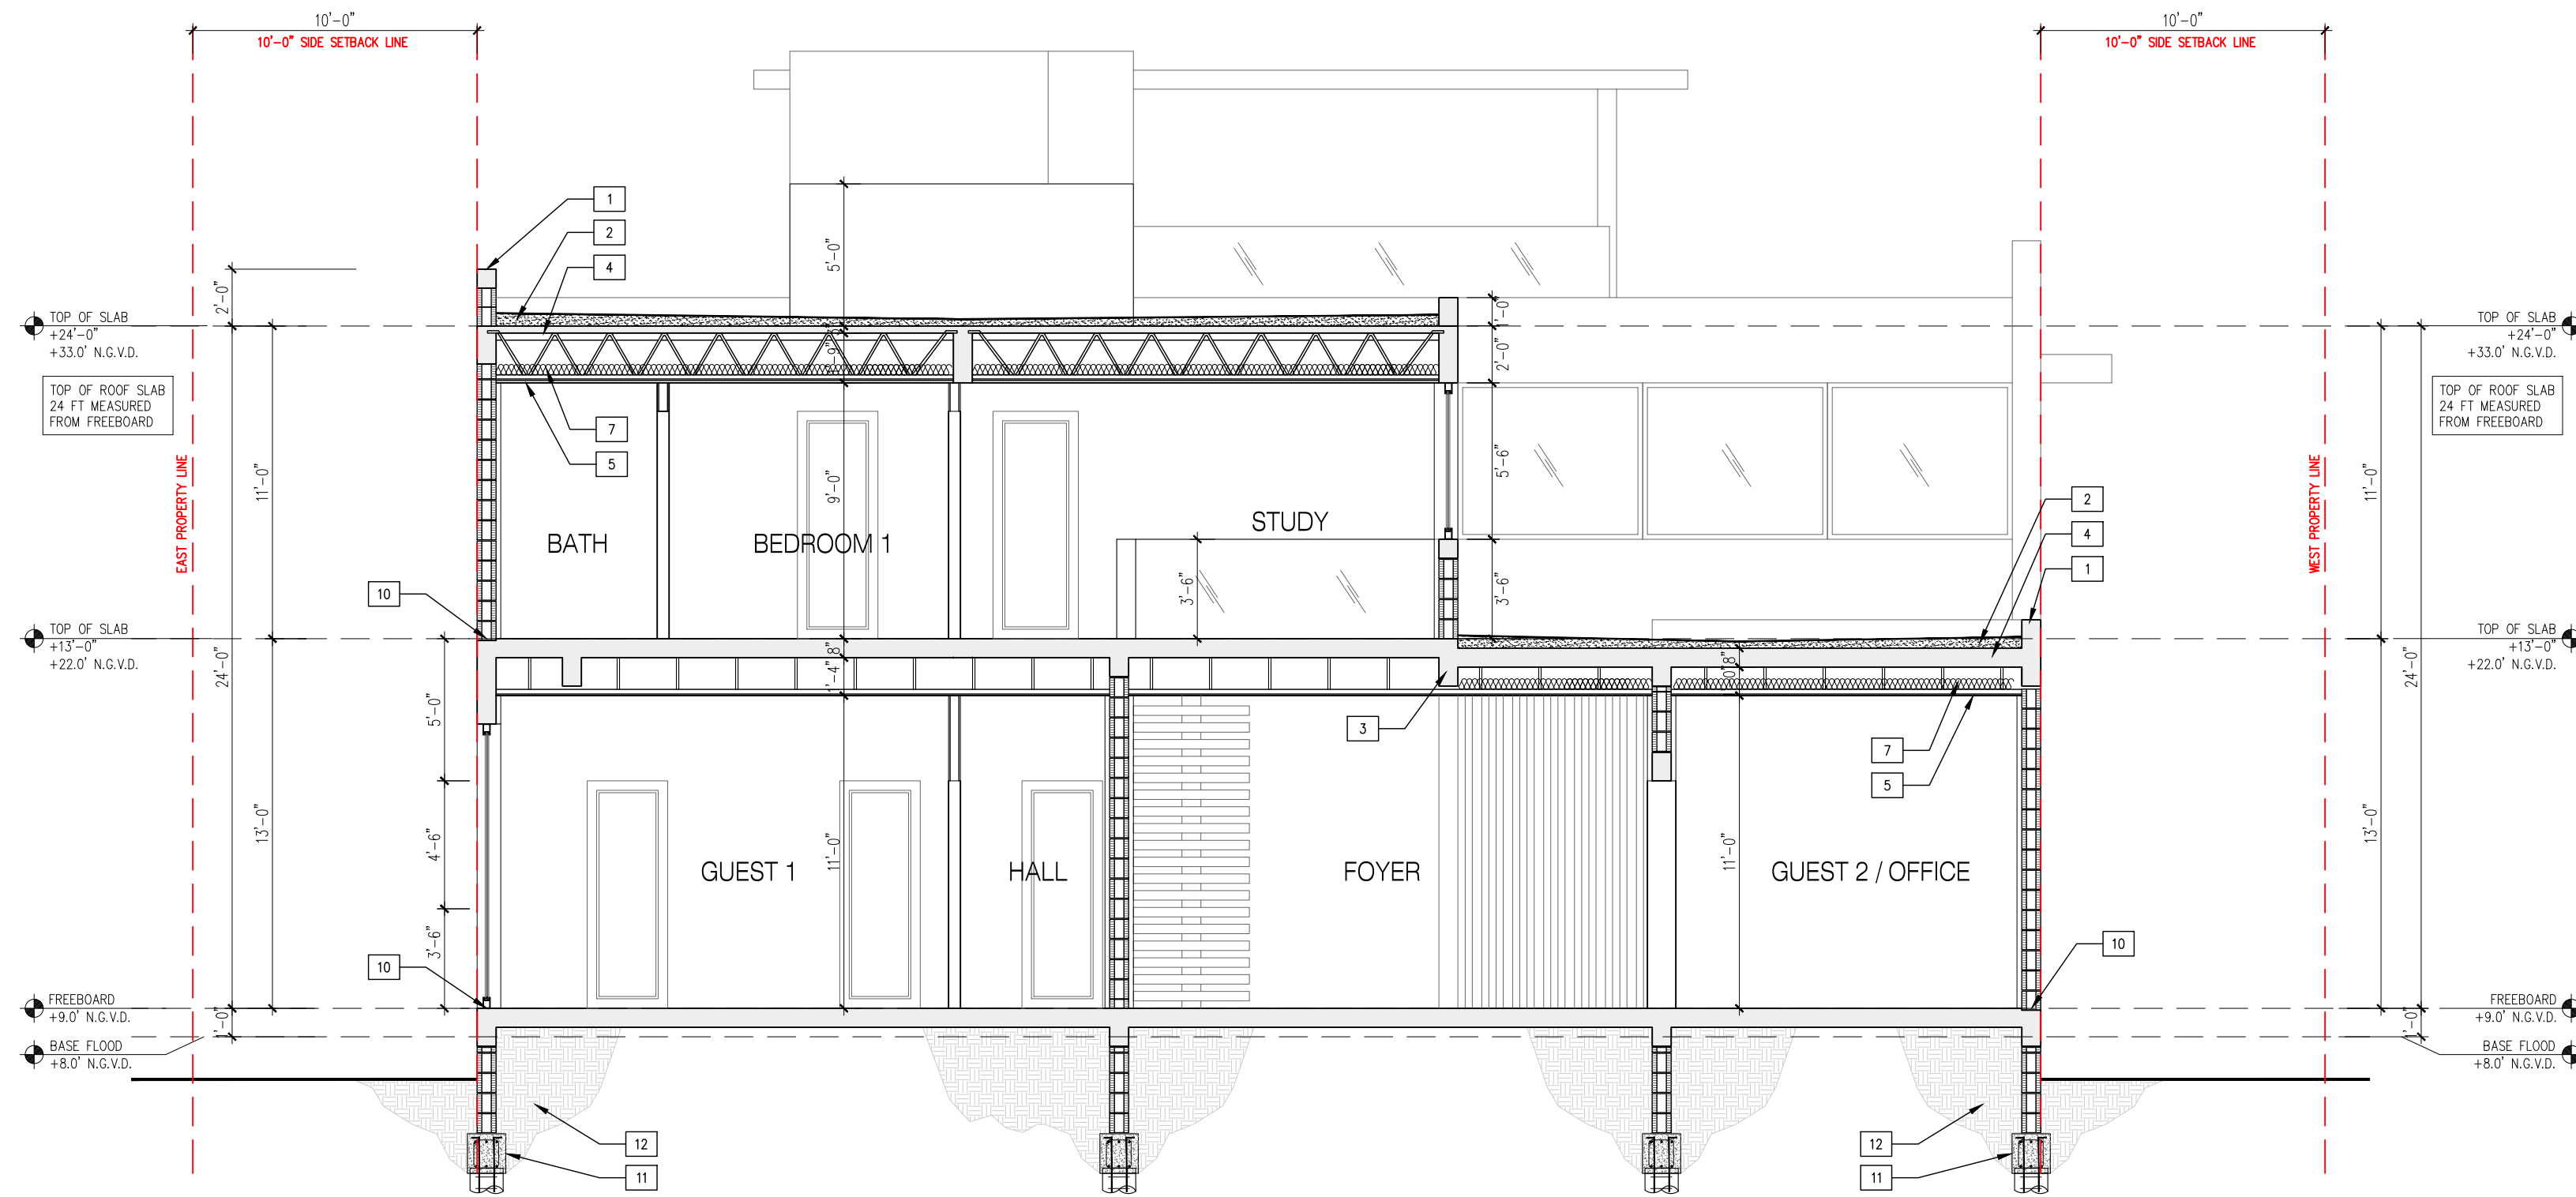 10'-0"
10'-0" SIDE SETBACK LINE
10'-0"
10'-0" SIDE SETBACK LINE
1
2
4
5'-0"
2'-0"
1'-0"
TOP OF SLAB
+24'-0"
+33.0' N.G.V.D.
TOP OF SLAB
+24'-0"
+33.0' N.G.V.D.
2'-0"
TOP OF ROOF SLAB
24 FT MEASURED
FROM FREEBOARD
TOP OF ROOF SLAB
24 FT MEASURED
FROM FREEBOARD
7
5
EAST PROPERTY LINE
11'-0"
9'-0"
5'-6"
11'-0"
WEST PROPERTY LINE
BATH
BEDROOM 1
STUDY
2
4
1
10
3'-6"
3'-6"
TOP OF SLAB
+13'-0"
+22.0' N.G.V.D.
TOP OF SLAB
+13'-0"
+22.0' N.G.V.D.
24'-0"
8"
1'-4"
8"
24'-0"
5'-0"
3
7
5
13'-0"
4'-6"
11'-0"
11'-0"
13'-0"
GUEST 1
HALL
FOYER
GUEST 2 / OFFICE
3'-6"
10
10
FREEBOARD
+9.0' N.G.V.D.
1'-0"
FREEBOARD
+9.0' N.G.V.D.
1'-0"
BASE FLOOD
+8.0' N.G.V.D.
BASE FLOOD
+8.0' N.G.V.D.
12
11
12
11